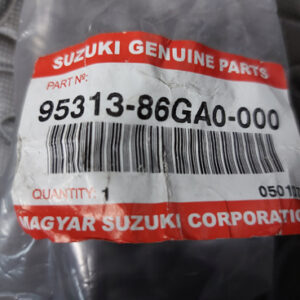 SUZUKI GENUINE PARTS
PART Nº:
95313-86GA0-000
QUANTITY: 1
MAGYAR SUZUKI CORPORATION